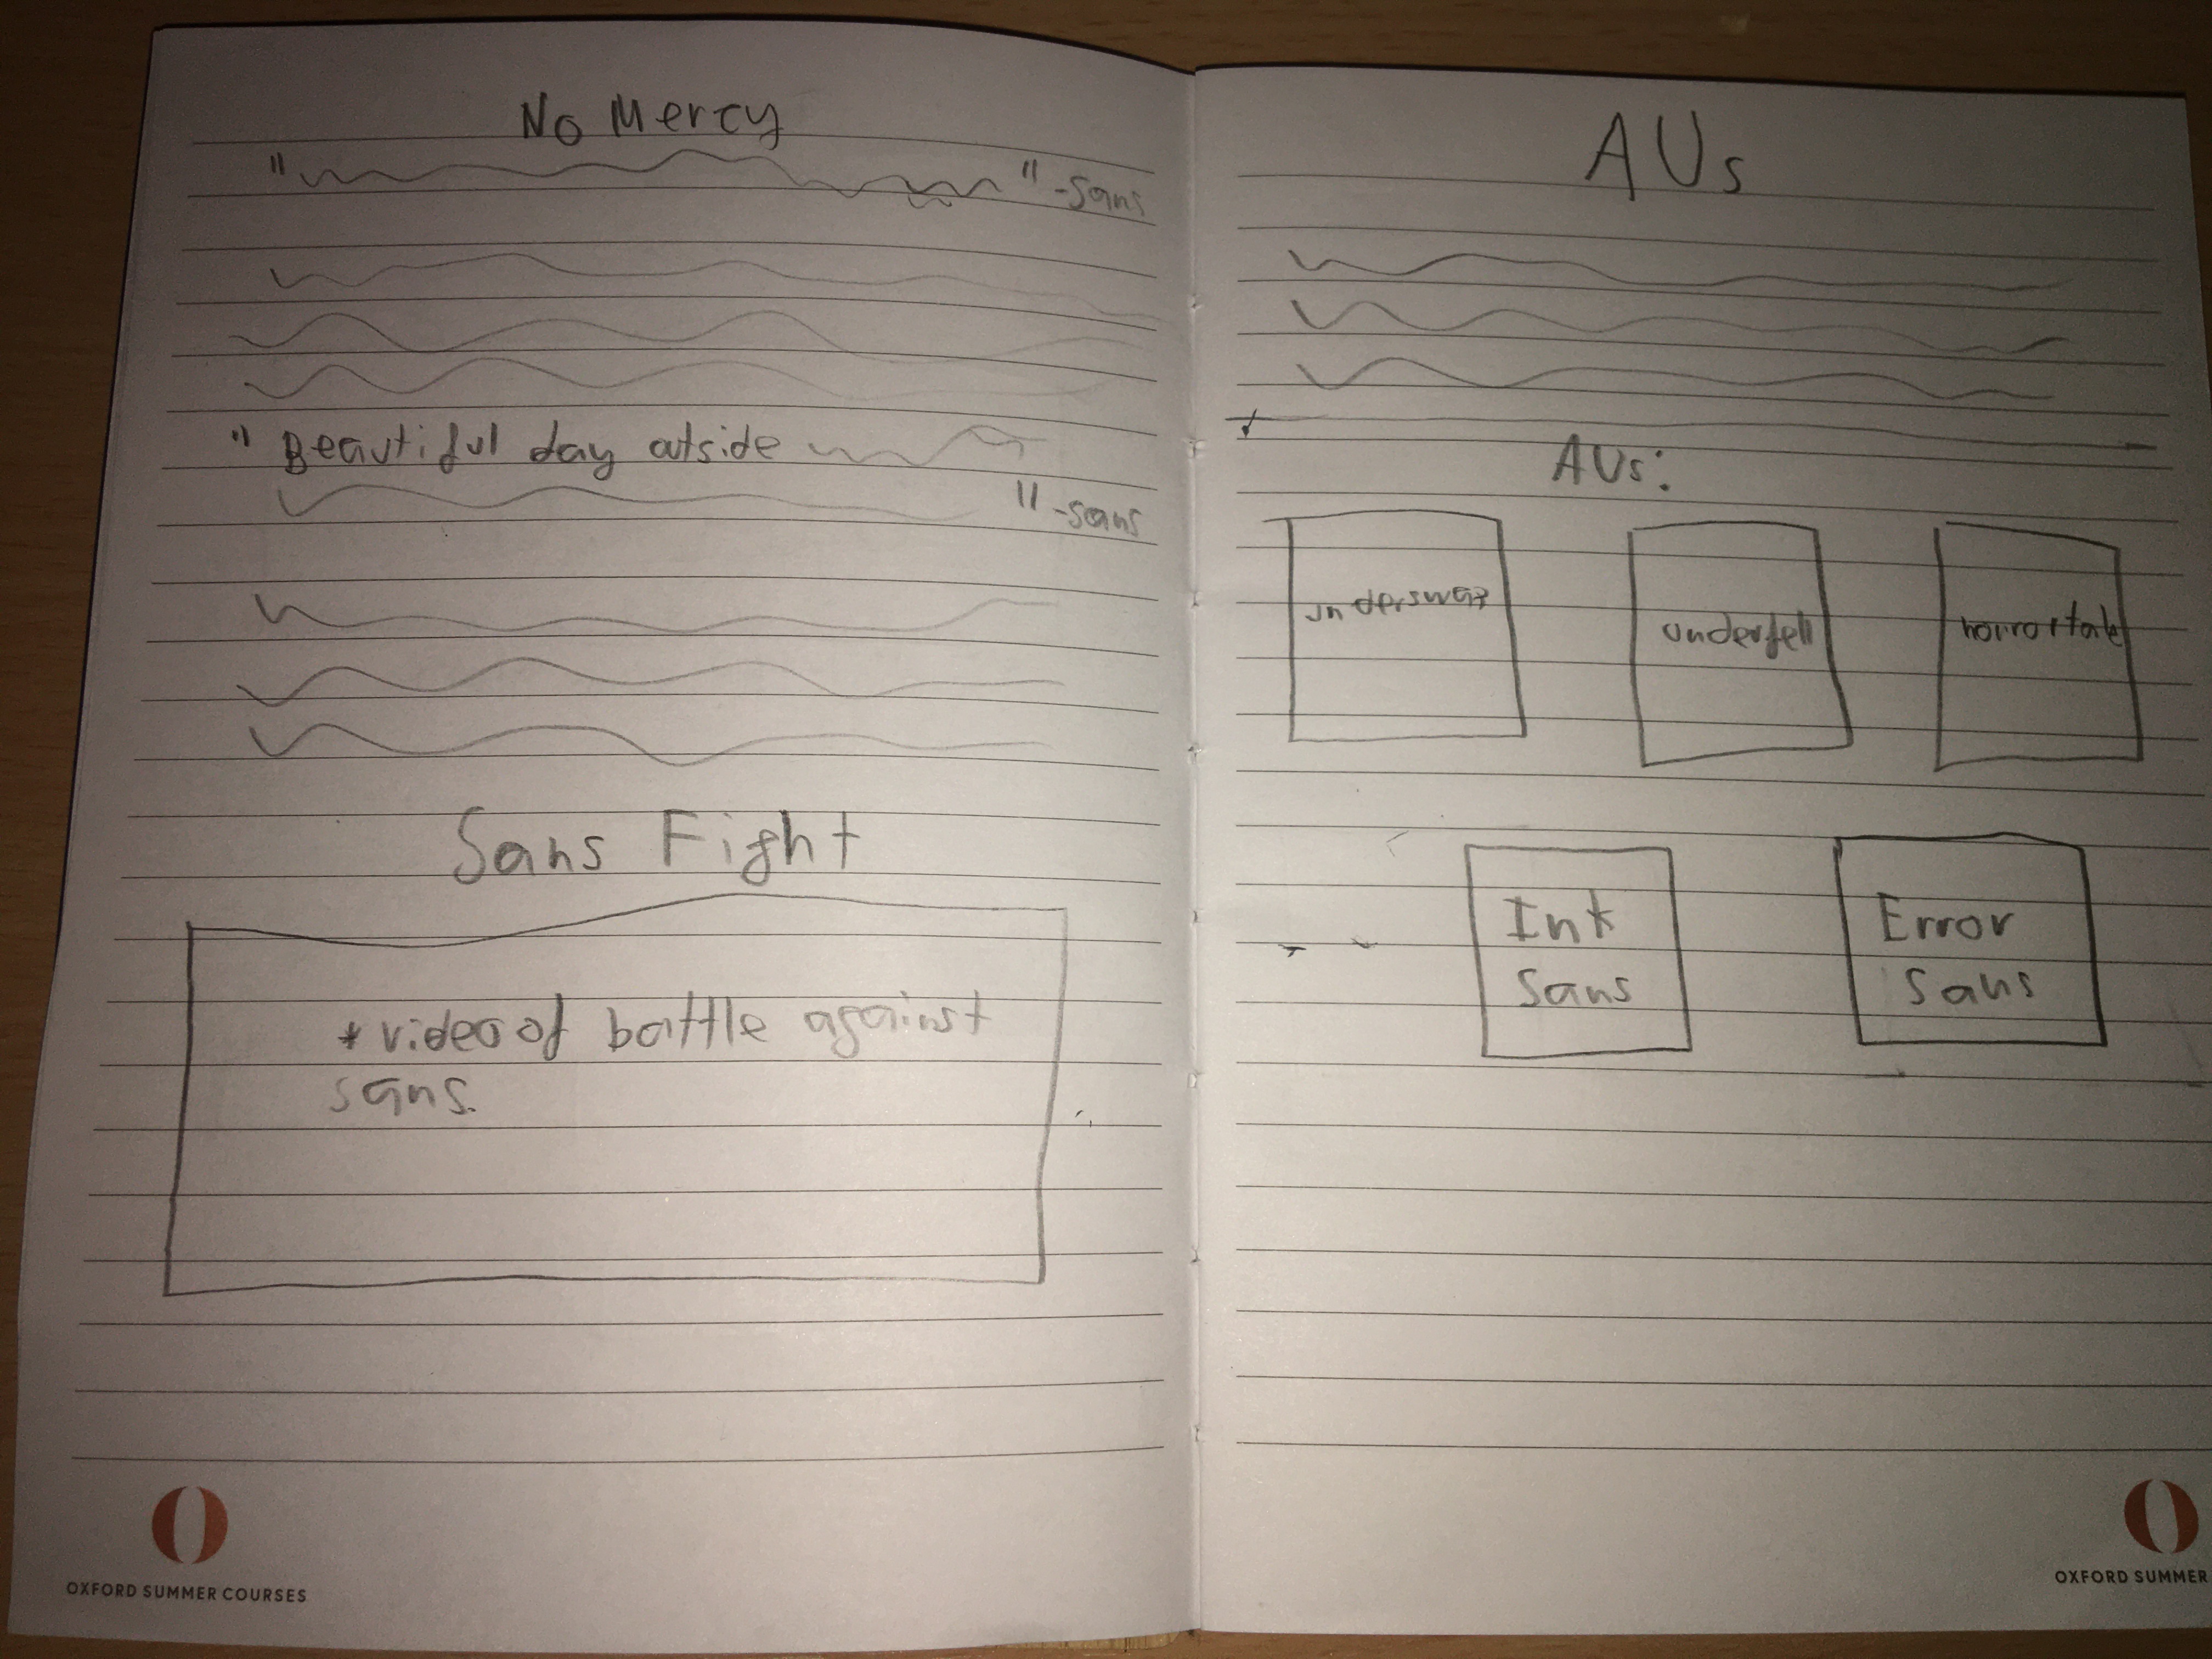 No Mercy
" " -Sans
" Beautiful day outside
" -sans
Sans Fight
* video of battle against
sans.
OXFORD SUMMER COURSES
AUs
AUs:
underswap underfell horrortale
Ink Error
Sans Sans
OXFORD SUMMER